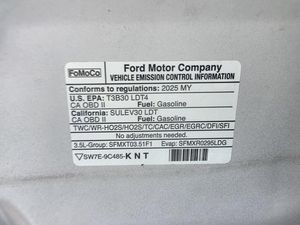 FoMoCo
Ford Motor Company
VEHICLE EMISSION CONTROL INFORMATION
Conforms to regulations: 2025 MY
U.S. EPA: T3B30 LDT4
CA OBD II Fuel: Gasoline
California: SULEV30 LDT
CA OBD II Fuel: Gasoline
TWC/WR-HO2S/HO2S/TC/CAC/EGR/EGRC/DFI/SFI
No adjustments needed.
3.5L-Group: SFMXT03.51F1 Evap: SFMXR0295LDG
SW7E-9C485-KNT